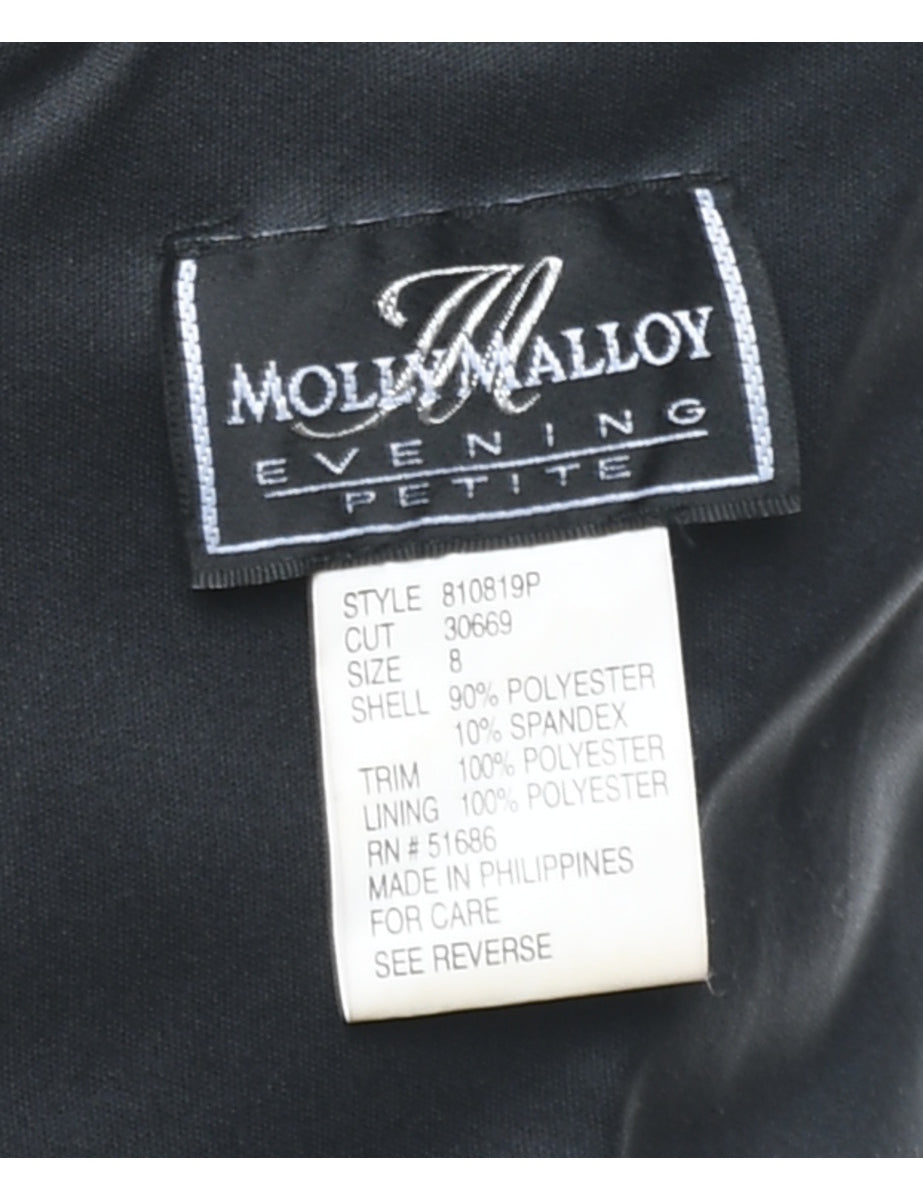 M
MOLLY MALLOY
EVENING
PETITE
STYLE 810819P
CUT 30669
SIZE 8
SHELL 90% POLYESTER
10% SPANDEX
TRIM 100% POLYESTER
LINING 100% POLYESTER
RN # 51686
MADE IN PHILIPPINES
FOR CARE
SEE REVERSE